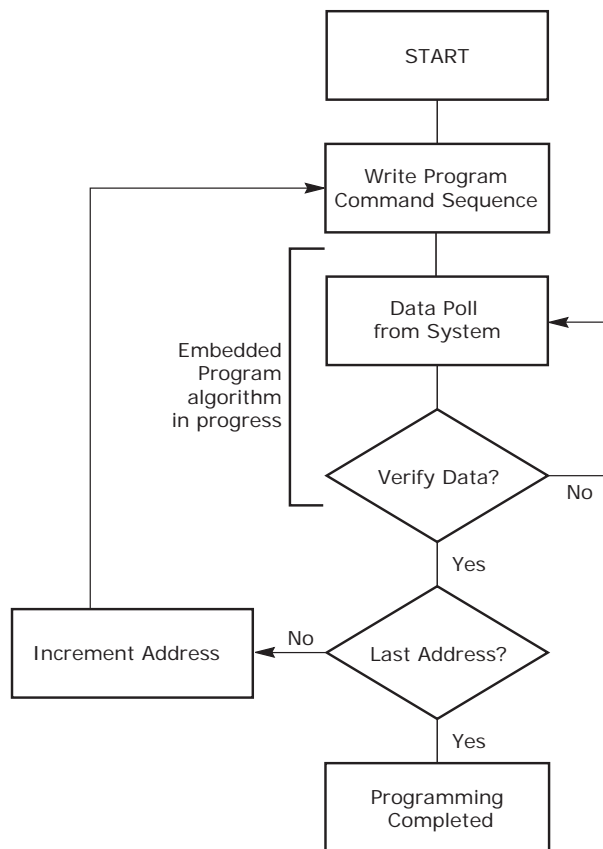 START
Write Program
Command Sequence
Data Poll
from System
Embedded
Program
algorithm
in progress
Verify Data?
No
Yes
Increment Address
No
Last Address?
Yes
Programming
Completed